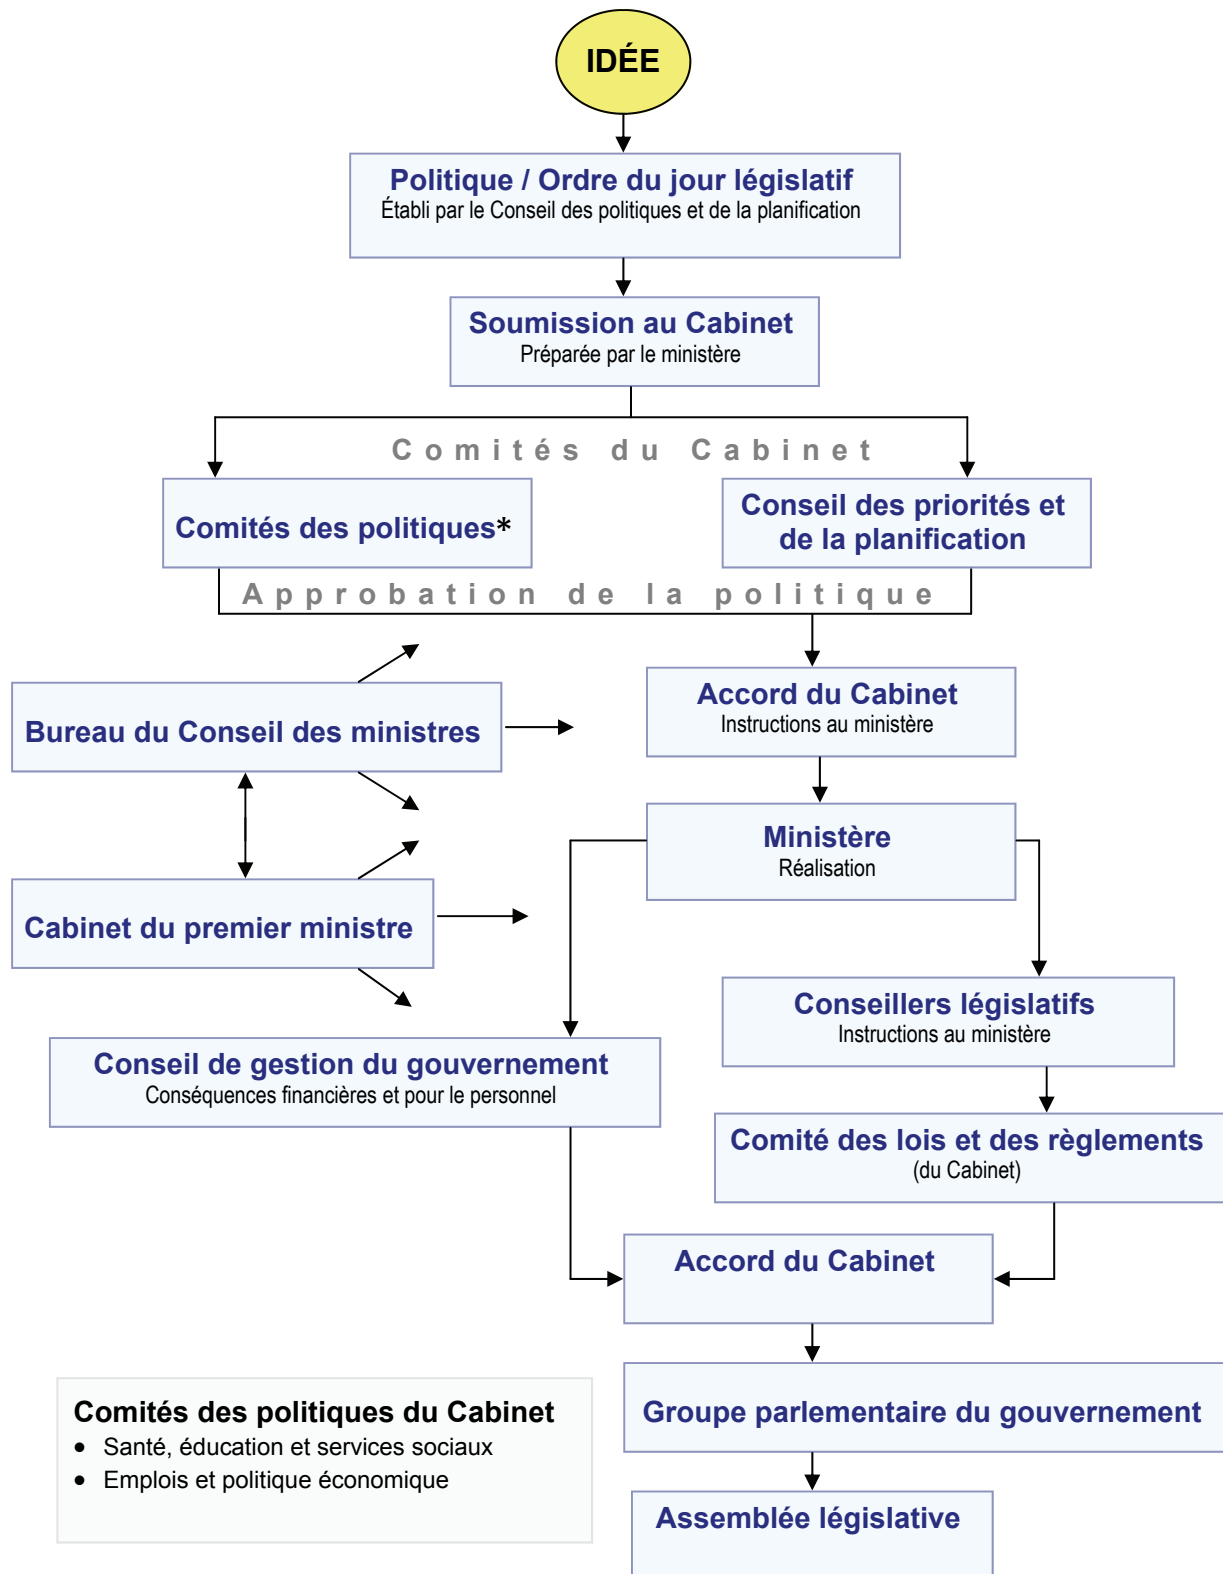 IDÉE
Politique / Ordre du jour législatif
Établi par le Conseil des politiques et de la planification
Soumission au Cabinet
Préparée par le ministère
Comités du Cabinet
Comités des politiques*
Conseil des priorités et
de la planification
Approbation de la politique
Accord du Cabinet
Instructions au ministère
Bureau du Conseil des ministres
Ministère
Réalisation
Cabinet du premier ministre
Conseillers législatifs
Instructions au ministère
Conseil de gestion du gouvernement
Conséquences financières et pour le personnel
Comité des lois et des règlements
(du Cabinet)
Accord du Cabinet
Groupe parlementaire du gouvernement
Comités des politiques du Cabinet
• Santé, éducation et services sociaux
• Emplois et politique économique
Assemblée législative